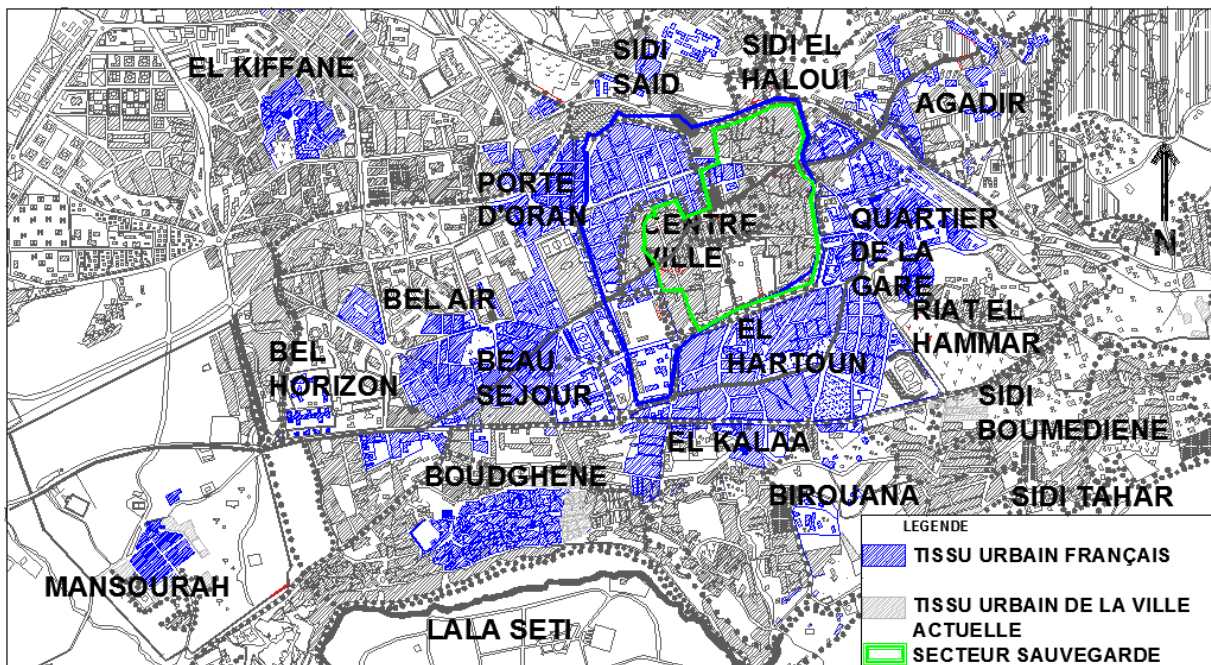 EL KIFFANE
SIDI
SAID
SIDI EL
HALOUI
AGADIR
PORTE
D'ORAN
CENTRE
VILLE
QUARTIER
DE LA
GARE
BEL AIR
BEL
HORIZON
BEAU
SEJOUR
EL
HARTOUN
RIAT EL
HAMMAR
SIDI
BOUMEDIENE
EL KALAA
BOUDGHENE
BIROUANA
SIDI TAHAR
MANSOURAH
LALA SETI
N
LEGENDE
TISSU URBAIN FRANÇAIS
TISSU URBAIN DE LA VILLE
ACTUELLE
SECTEUR SAUVEGARDE